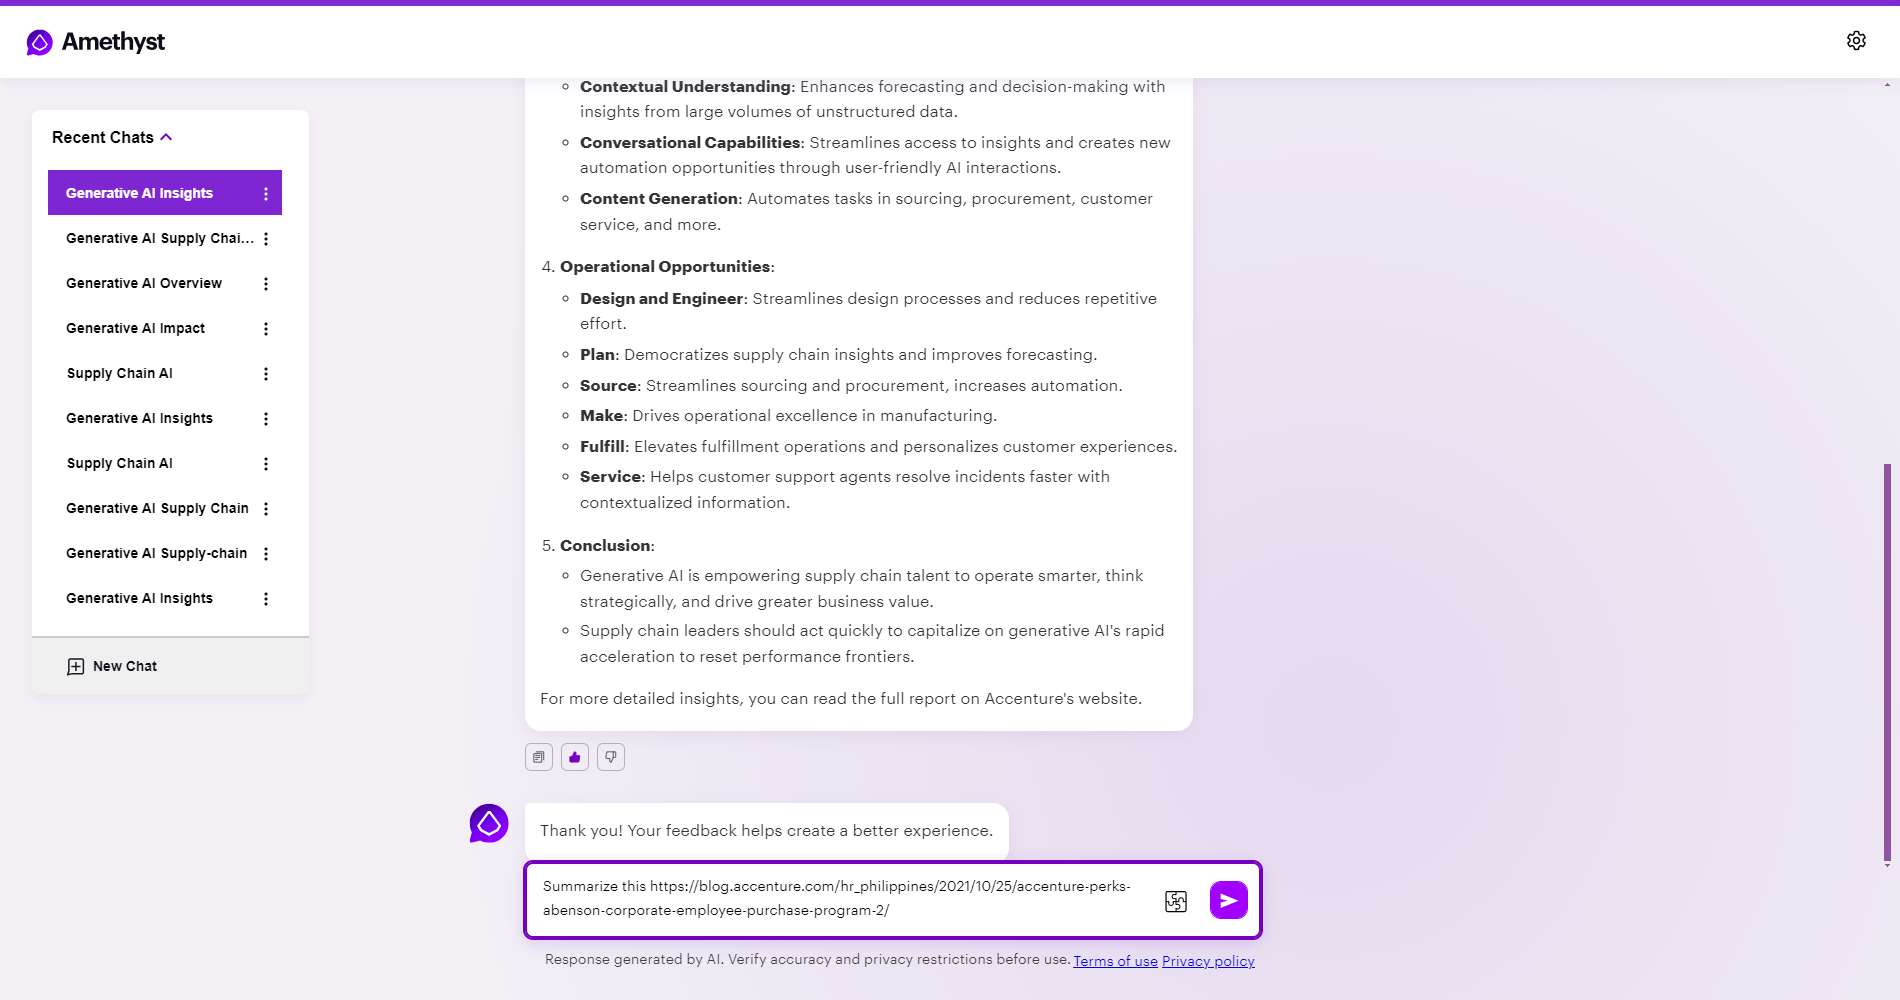 Amethyst
Recent Chats
Generative AI Insights
Generative AI Supply Chai...
Generative AI Overview
Generative AI Impact
Supply Chain AI
Generative AI Insights
Supply Chain AI
Generative AI Supply Chain
Generative AI Supply-chain
Generative AI Insights
New Chat
Contextual Understanding: Enhances forecasting and decision-making with
insights from large volumes of unstructured data.
Conversational Capabilities: Streamlines access to insights and creates new
automation opportunities through user-friendly AI interactions.
Content Generation: Automates tasks in sourcing, procurement, customer
service, and more.
4. Operational Opportunities:
Design and Engineer: Streamlines design processes and reduces repetitive
effort.
Plan: Democratizes supply chain insights and improves forecasting.
Source: Streamlines sourcing and procurement, increases automation.
Make: Drives operational excellence in manufacturing.
Fulfill: Elevates fulfillment operations and personalizes customer experiences.
Service: Helps customer support agents resolve incidents faster with
contextualized information.
5. Conclusion:
Generative AI is empowering supply chain talent to operate smarter, think
strategically, and drive greater business value.
Supply chain leaders should act quickly to capitalize on generative AI's rapid
acceleration to reset performance frontiers.
For more detailed insights, you can read the full report on Accenture's website.
Thank you! Your feedback helps create a better experience.
Summarize this https://blog.accenture.com/hr_philippines/2021/10/25/accenture-perks-
abenson-corporate-employee-purchase-program-2/
Response generated by AI. Verify accuracy and privacy restrictions before use. Terms of use Privacy policy